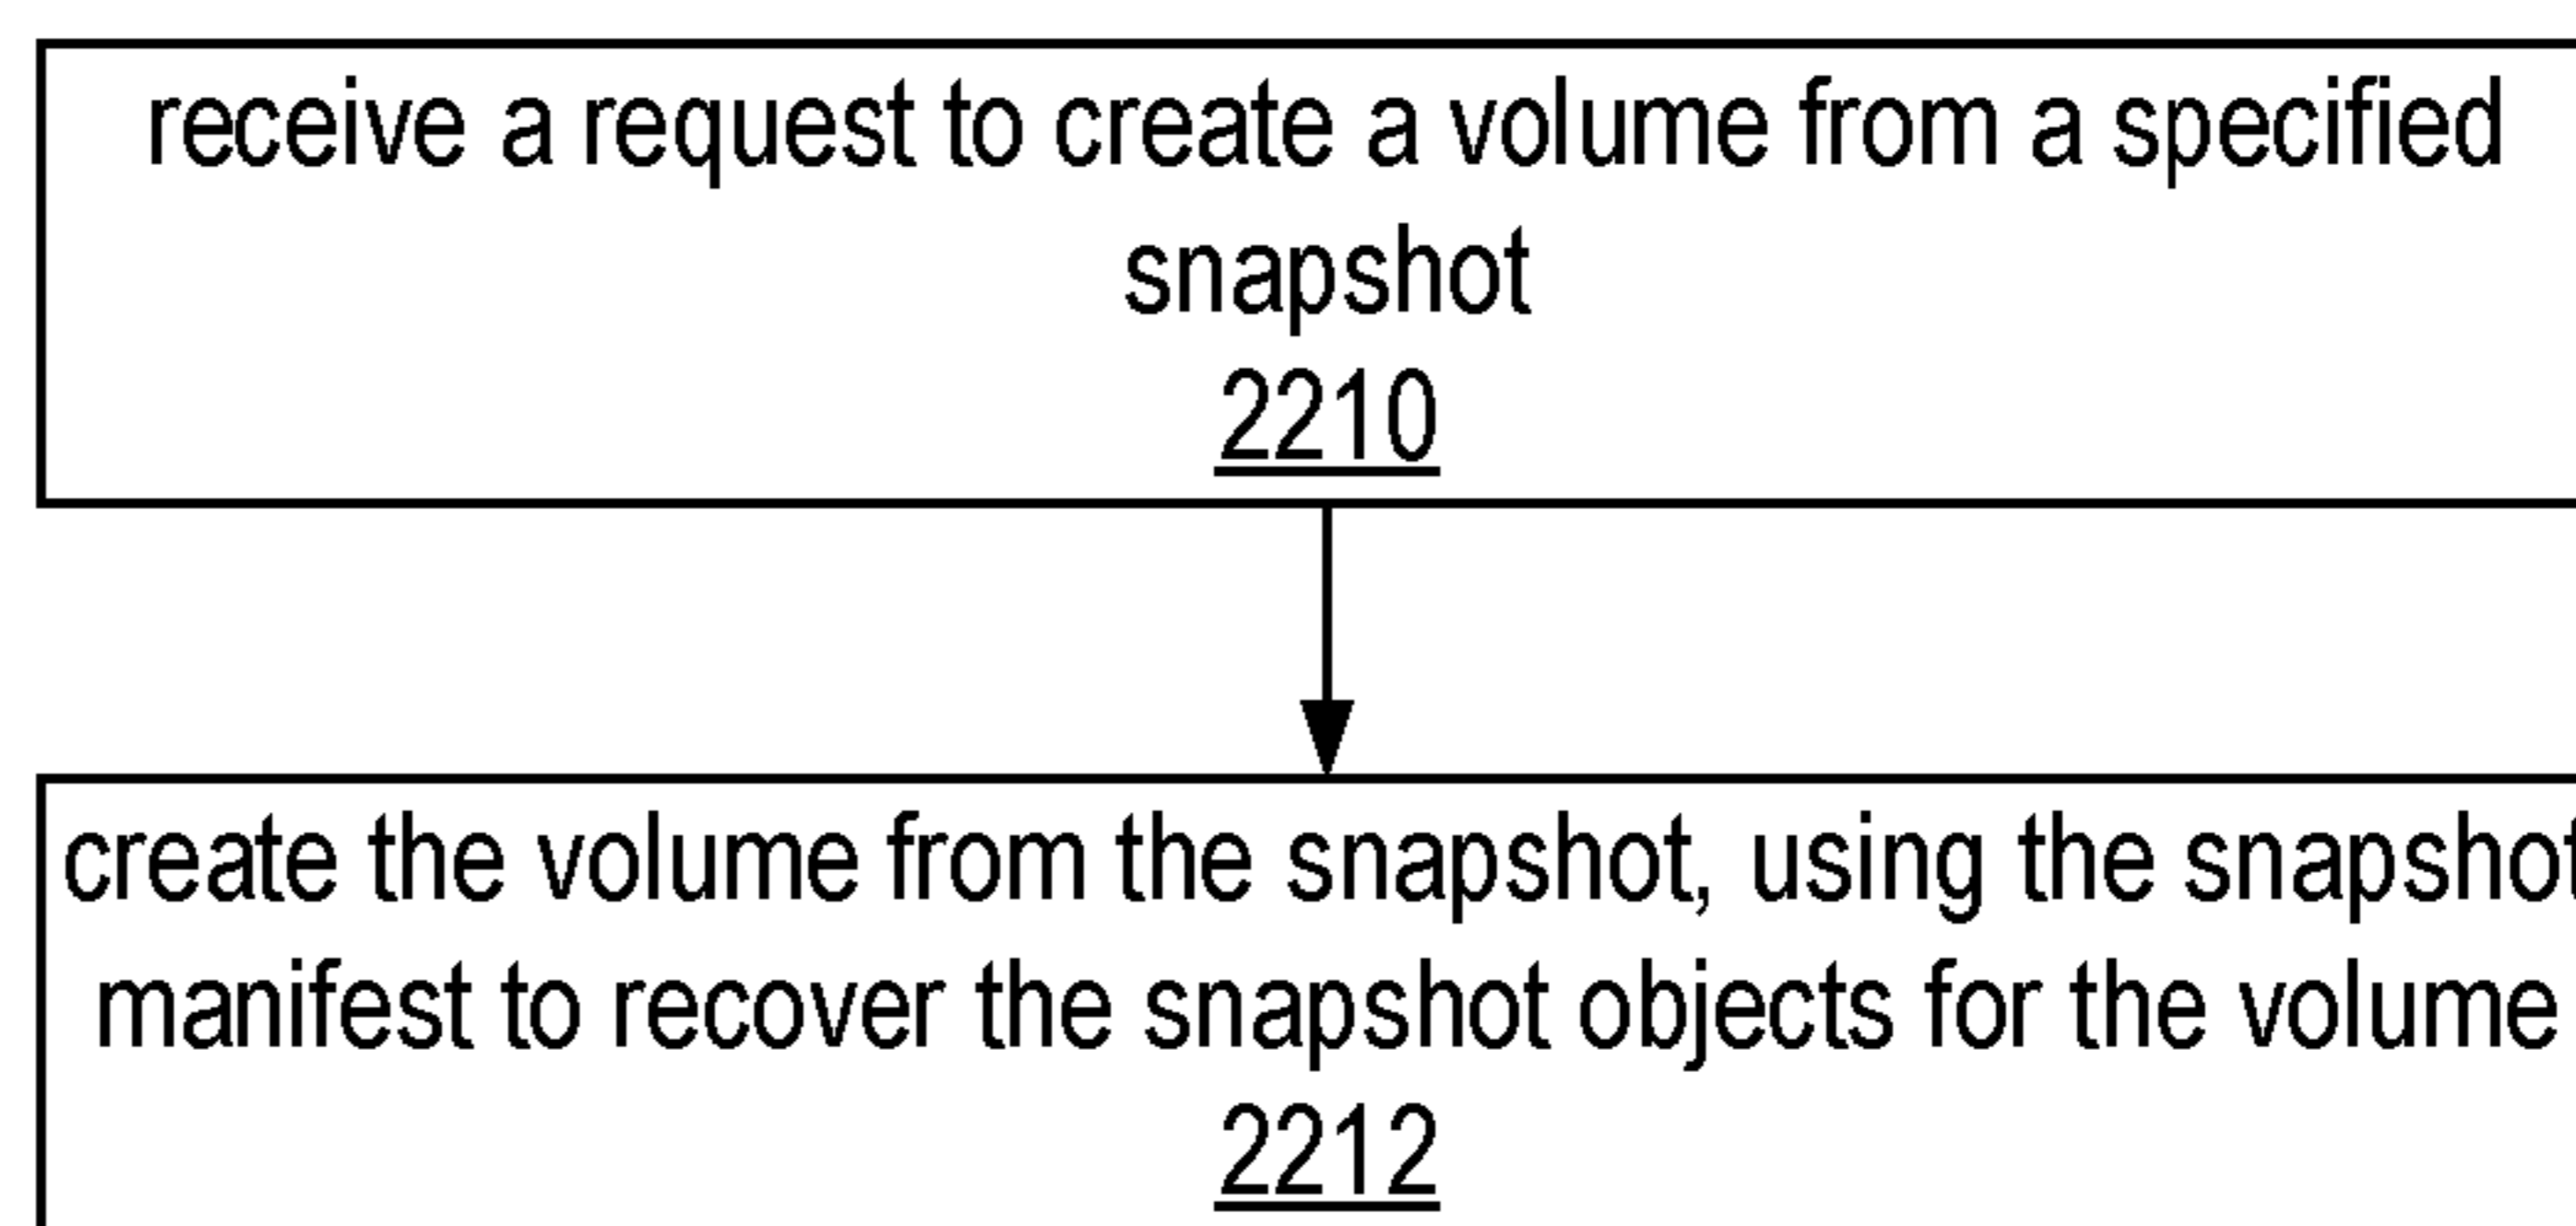 receive a request to create a volume from a specified
snapshot
2210
create the volume from the snapshot, using the snapshot
manifest to recover the snapshot objects for the volume
2212